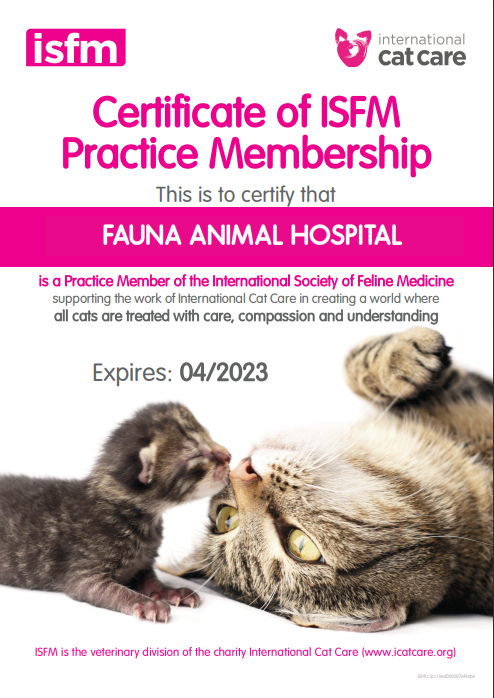 isfm
international
cat care
Certificate of ISFM
Practice Membership
This is to certify that
FAUNA ANIMAL HOSPITAL
is a Practice Member of the International Society of Feline Medicine
supporting the work of International Cat Care in creating a world where
all cats are treated with care, compassion and understanding
Expires: 04/2023
ISFM is the veterinary division of the charity International Cat Care (www.icatcare.org)